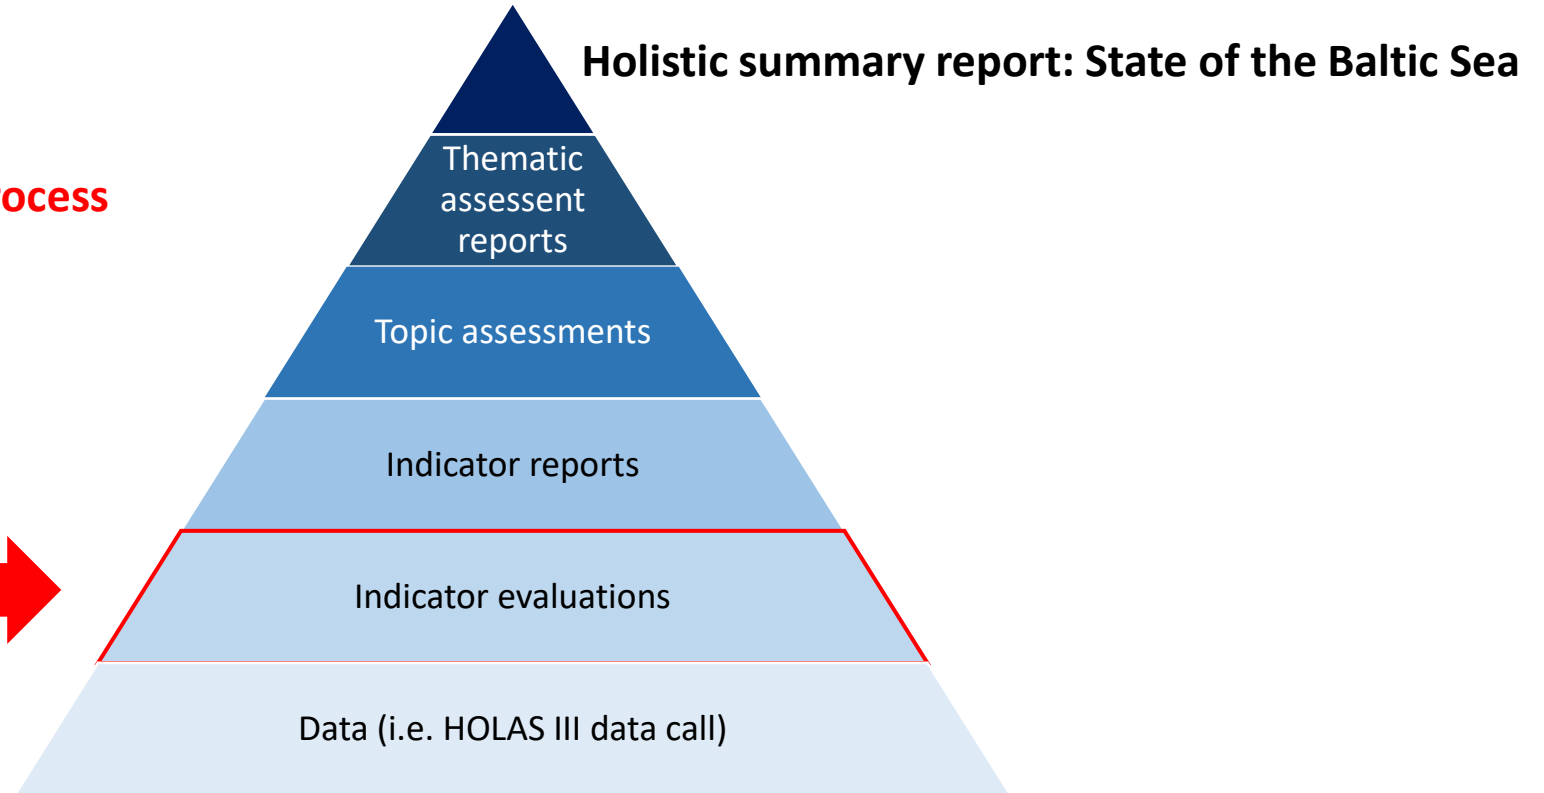 Holistic summary report: State of the Baltic Sea
Thematic
assessent
reports
ocess
Topic assessments
Indicator reports
Indicator evaluations
Data (i.e. HOLAS III data call)